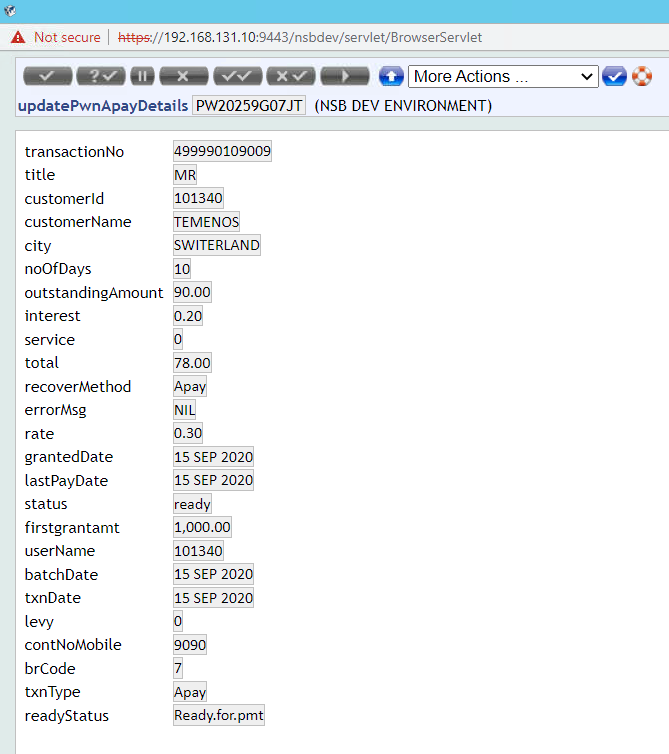 Not secure https://192.168.131.10:9443/nsbdev/servlet/BrowserServlet
More Actions ...
updatePwnApayDetails PW20259G07JT (NSB DEV ENVIRONMENT)
transactionNo 499990109009
title MR
customerId 101340
customerName TEMENOS
city SWITERLAND
noOfDays 10
outstandingAmount 90.00
interest 0.20
service 0
total 78.00
recoverMethod Apay
errorMsg NIL
rate 0.30
grantedDate 15 SEP 2020
lastPayDate 15 SEP 2020
status ready
firstgrantamt 1,000.00
userName 101340
batchDate 15 SEP 2020
txnDate 15 SEP 2020
levy 0
contNoMobile 9090
brCode 7
txnType Apay
readyStatus Ready.for.pmt